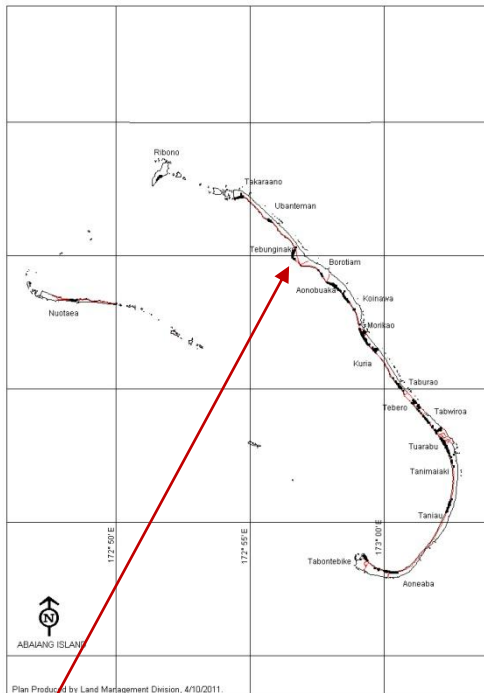 Ribono
Takaraano
Ubanteman
Tebunginako
Borotiam
Aonobuaka
Koinawa
Nuotaea
Morikao
Kuria
Taburao
Tebero
Tabwiroa
Tuarabu
Tanimaiaki
Taniau
172° 50' E
172° 55' E
173° 00' E
Tabontebike
Aoneaba
N
ABAIANG ISLAND
Plan Produced by Land Management Division, 4/10/2011.